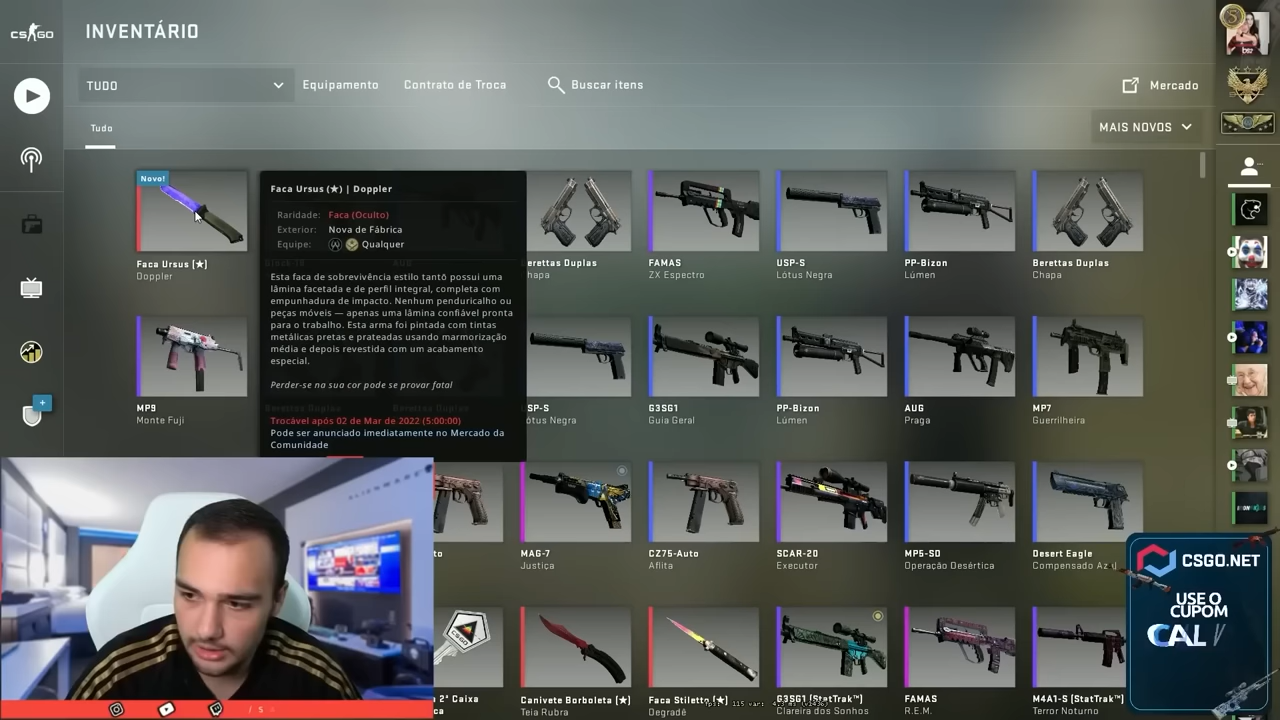 CS GO
INVENTÁRIO
TUDO
Equipamento
Contrato de Troca
Buscar itens
Mercado
Tudo
MAIS NOVOS
Novo!
Faca Ursus (★)
Doppler
Faca Ursus (★) | Doppler
Raridade: Faca (Oculto)
Exterior: Nova de Fábrica
Equipe: Qualquer
Esta faca de sobrevivência estilo tantō possui uma
lâmina facetada e de perfil integral, completa com
empunhadura de impacto. Nenhum penduricalho ou
peças móveis — apenas uma lâmina confiável pronta
para o trabalho. Esta arma foi pintada com tintas
metálicas pretas e prateadas usando marmorização
média e depois revestida com um acabamento
especial.
Perder-se na sua cor pode se provar fatal
Trocável após 02 de Mar de 2022 (5:00:00)
Pode ser anunciado imediatamente no Mercado da
Comunidade
Berettas Duplas
Chapa
FAMAS
ZX Espectro
USP-S
Lótus Negra
PP-Bizon
Lúmen
Berettas Duplas
Chapa
MP9
Monte Fuji
USP-S
Lótus Negra
G3SG1
Guia Geral
PP-Bizon
Lúmen
AUG
Praga
MP7
Guerrilheira
MAG-7
Justiça
CZ75-Auto
Aflita
SCAR-20
Executor
MP5-SD
Operação Desértica
Desert Eagle
Compensado Azul
2ª Caixa
Canivete Borboleta (★)
Teia Rubra
Faca Stiletto (★)
Degradê
G3SG1 (StatTrak™)
Clareira dos Sonhos
FAMAS
R.E.M.
M4A1-S (StatTrak™)
Terror Noturno
CSGO.NET
USE O
CUPOM
CAL
/ 5